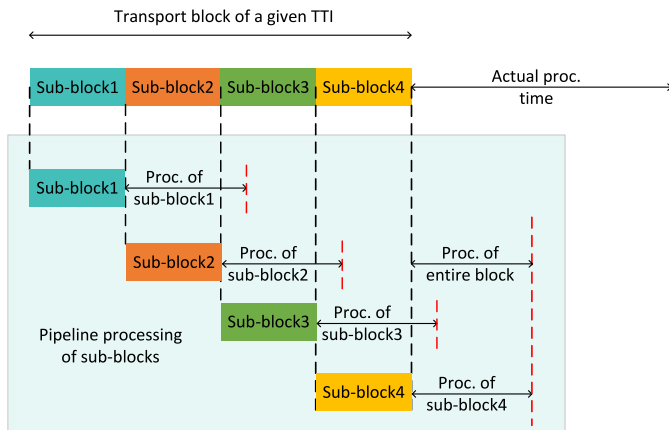 Transport block of a given TTI
Sub-block1
Sub-block2
Sub-block3
Sub-block4
Actual proc.
time
Sub-block1
Proc. of
sub-block1
Sub-block2
Proc. of
sub-block2
Proc. of
entire block
Sub-block3
Proc. of
sub-block3
Pipeline processing
of sub-blocks
Sub-block4
Proc. of
sub-block4